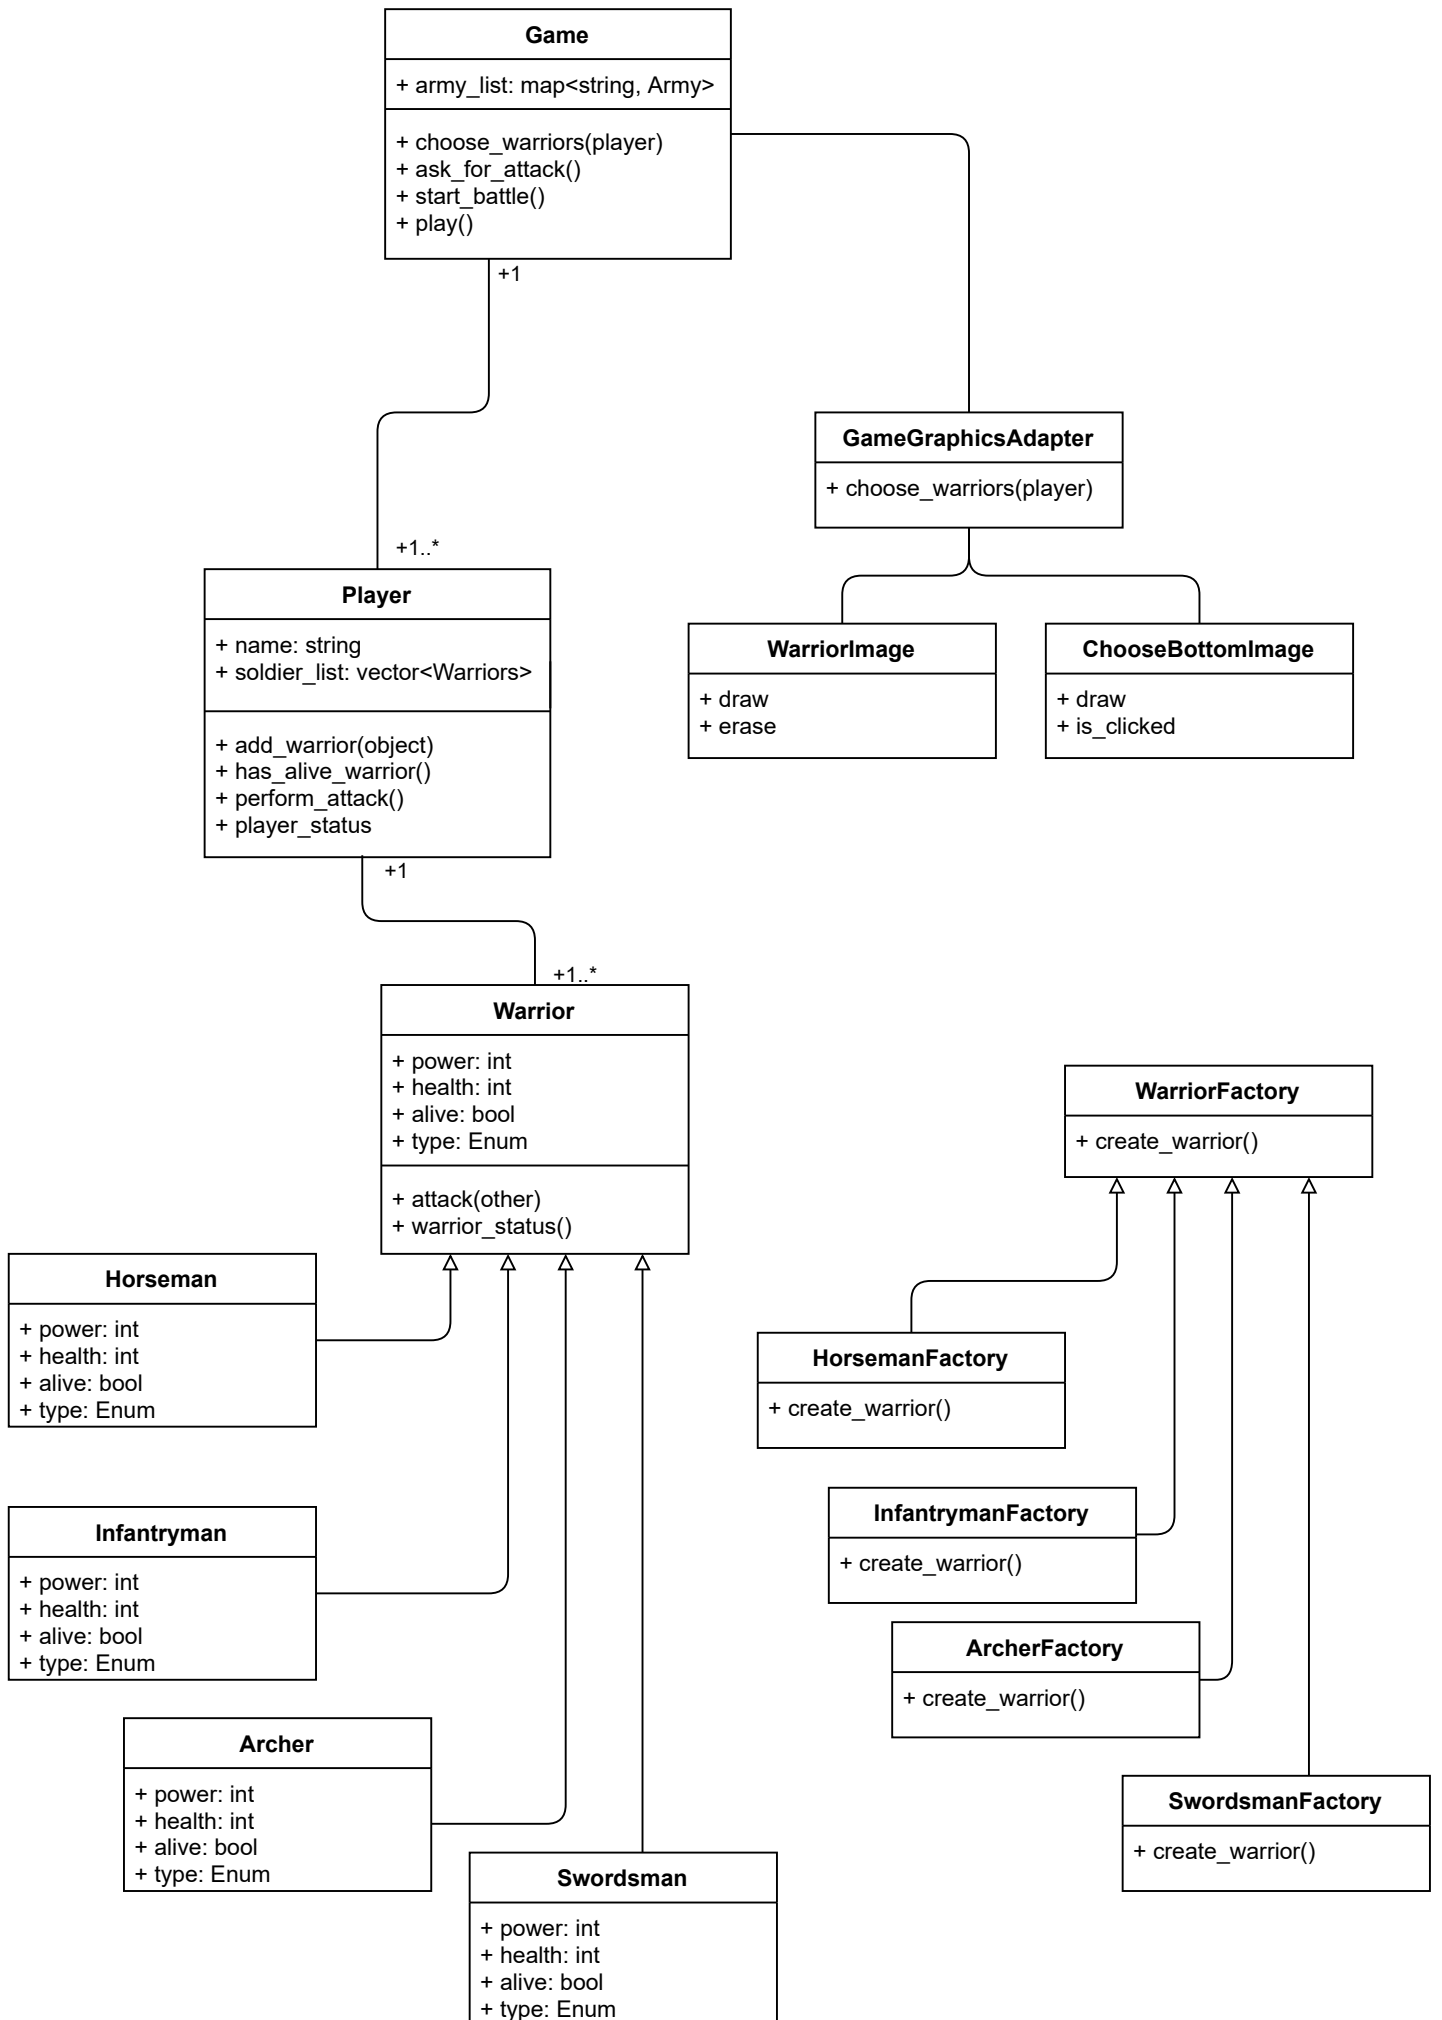 Game
+ army_list: map<string, Army>
+ choose_warriors(player)
+ ask_for_attack()
+ start_battle()
+ play()
+1
GameGraphicsAdapter
+ choose_warriors(player)
+1..*
Player
+ name: string
+ soldier_list: vector<Warriors>
+ add_warrior(object)
+ has_alive_warrior()
+ perform_attack()
+ player_status
+1
WarriorImage
+ draw
+ erase
ChooseBottomImage
+ draw
+ is_clicked
+1..*
Warrior
+ power: int
+ health: int
+ alive: bool
+ type: Enum
+ attack(other)
+ warrior_status()
WarriorFactory
+ create_warrior()
Horseman
+ power: int
+ health: int
+ alive: bool
+ type: Enum
HorsemanFactory
+ create_warrior()
Infantryman
+ power: int
+ health: int
+ alive: bool
+ type: Enum
InfantrymanFactory
+ create_warrior()
ArcherFactory
+ create_warrior()
Archer
+ power: int
+ health: int
+ alive: bool
+ type: Enum
SwordsmanFactory
+ create_warrior()
Swordsman
+ power: int
+ health: int
+ alive: bool
+ type: Enum